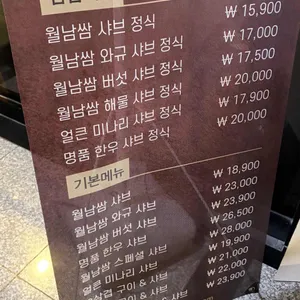 월남쌈 샤브 정식 ₩ 15,900
월남쌈 와규 샤브 정식 ₩ 17,000
월남쌈 버섯 샤브 정식 ₩ 17,500
월남쌈 해물 샤브 정식 ₩ 20,000
얼큰 미나리 샤브 정식 ₩ 17,900
명품 한우 샤브 정식 ₩ 20,000
기본메뉴
월남쌈 샤브 ₩ 18,900
월남쌈 와규 샤브 ₩ 23,000
월남쌈 버섯 샤브 ₩ 23,900
명품 한우 샤브 ₩ 26,500
월남쌈 스페셜 샤브 ₩ 28,000
얼큰 미나리 샤브 ₩ 19,900
구이 & 샤브 ₩ 21,000
구이 & 샤브 ₩ 22,000
₩ 23,900